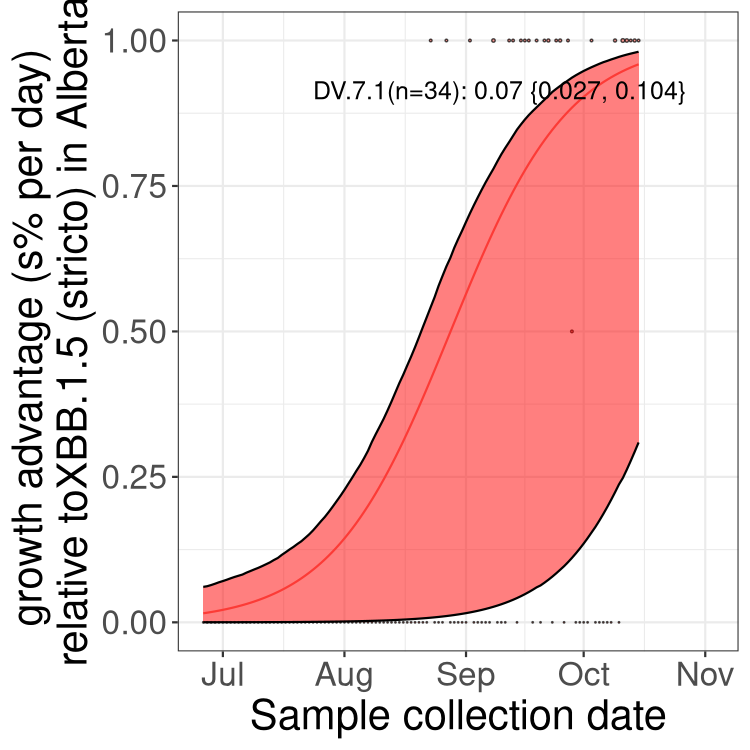 growth advantage (s% per day)
relative toXBB.1.5 (stricto) in Alberta
1.00
0.75
0.50
0.25
0.00
DV.7.1(n=34): 0.07 {0.027, 0.104}
Jul Aug Sep Oct Nov
Sample collection date